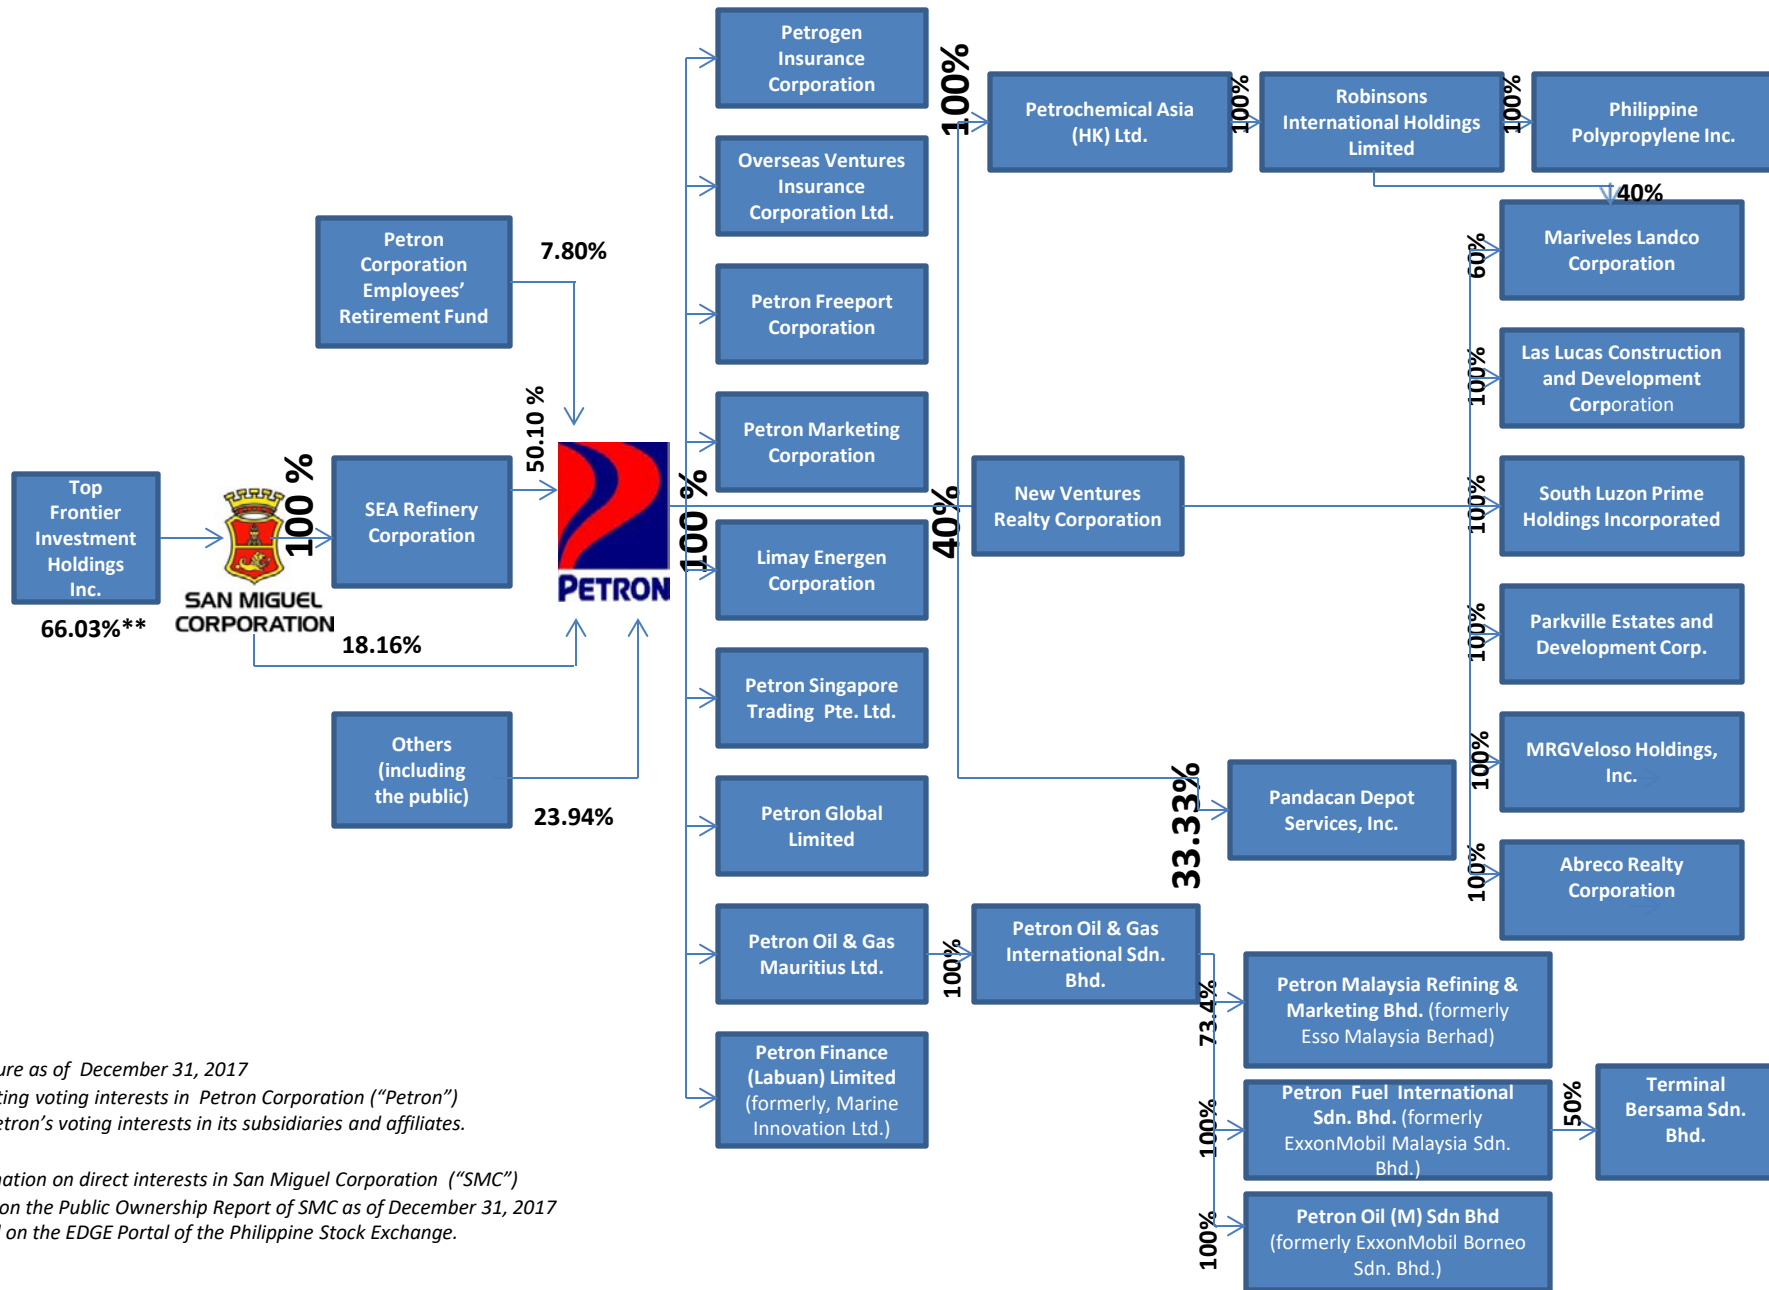 Petrogen
Insurance
Corporation
100%
Petrochemical Asia
(HK) Ltd.
100%
Robinsons
International Holdings
Limited
100%
Philippine
Polypropylene Inc.
Overseas Ventures
Insurance
Corporation Ltd.
40%
Mariveles Landco
Corporation
60%
Petron
Corporation
Employees’
Retirement Fund
7.80%
Petron Freeport
Corporation
Las Lucas Construction
and Development
Corporation
100%
Petron Marketing
Corporation
50.10 %
Top
Frontier
Investment
Holdings
Inc.
66.03%**
SAN MIGUEL
CORPORATION
100 %
SEA Refinery
Corporation
PETRON
100 %
40%
New Ventures
Realty Corporation
100%
South Luzon Prime
Holdings Incorporated
Limay Energen
Corporation
18.16%
100%
Parkville Estates and
Development Corp.
Petron Singapore
Trading Pte. Ltd.
Others
(including
the public)
23.94%
100%
MRGVeloso Holdings,
Inc.
Petron Global
Limited
33.33%
Pandacan Depot
Services, Inc.
100%
Abreco Realty
Corporation
Petron Oil & Gas
Mauritius Ltd.
100%
Petron Oil & Gas
International Sdn.
Bhd.
73.4%
Petron Malaysia Refining &
Marketing Bhd. (formerly
Esso Malaysia Berhad)
Petron Finance
(Labuan) Limited
(formerly, Marine
Innovation Ltd.)
100%
Petron Fuel International
Sdn. Bhd. (formerly
ExxonMobil Malaysia Sdn.
Bhd.)
50%
Terminal
Bersama Sdn.
Bhd.
100%
Petron Oil (M) Sdn Bhd
(formerly ExxonMobil Borneo
Sdn. Bhd.)
ure as of December 31, 2017
ting voting interests in Petron Corporation (“Petron”)
etron’s voting interests in its subsidiaries and affiliates.
nation on direct interests in San Miguel Corporation (“SMC”)
on the Public Ownership Report of SMC as of December 31, 2017
d on the EDGE Portal of the Philippine Stock Exchange.